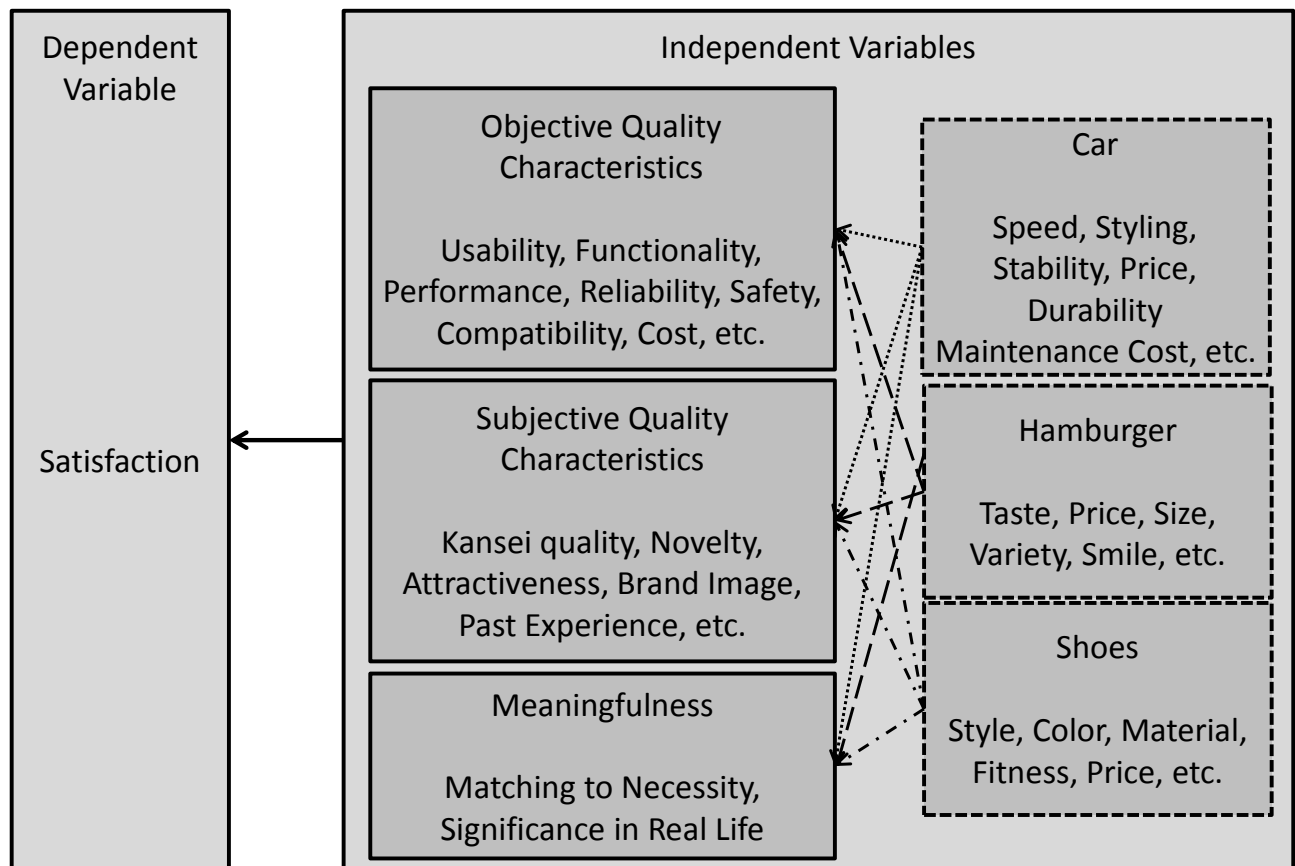 Dependent
Variable
Satisfaction
Independent Variables
Objective Quality
Characteristics
Usability, Functionality,
Performance, Reliability, Safety,
Compatibility, Cost, etc.
Subjective Quality
Characteristics
Kansei quality, Novelty,
Attractiveness, Brand Image,
Past Experience, etc.
Meaningfulness
Matching to Necessity,
Significance in Real Life
Car
Speed, Styling,
Stability, Price,
Durability
Maintenance Cost, etc.
Hamburger
Taste, Price, Size,
Variety, Smile, etc.
Shoes
Style, Color, Material,
Fitness, Price, etc.